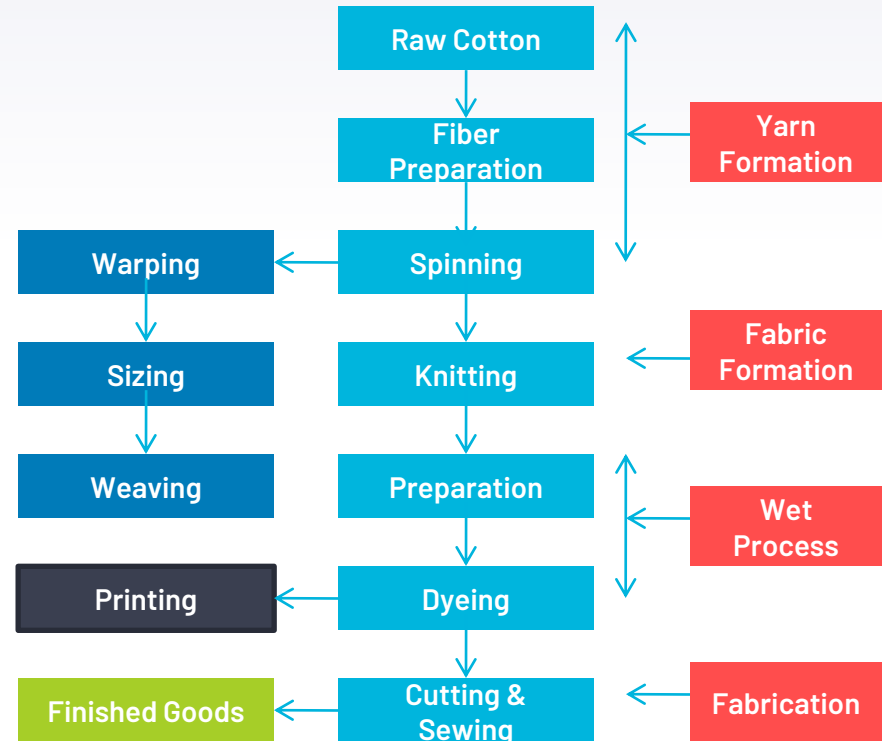 Raw Cotton
Fiber
Preparation
Yarn
Formation
Warping
Spinning
Sizing
Knitting
Fabric
Formation
Weaving
Preparation
Wet
Process
Printing
Dyeing
Finished Goods
Cutting &
Sewing
Fabrication